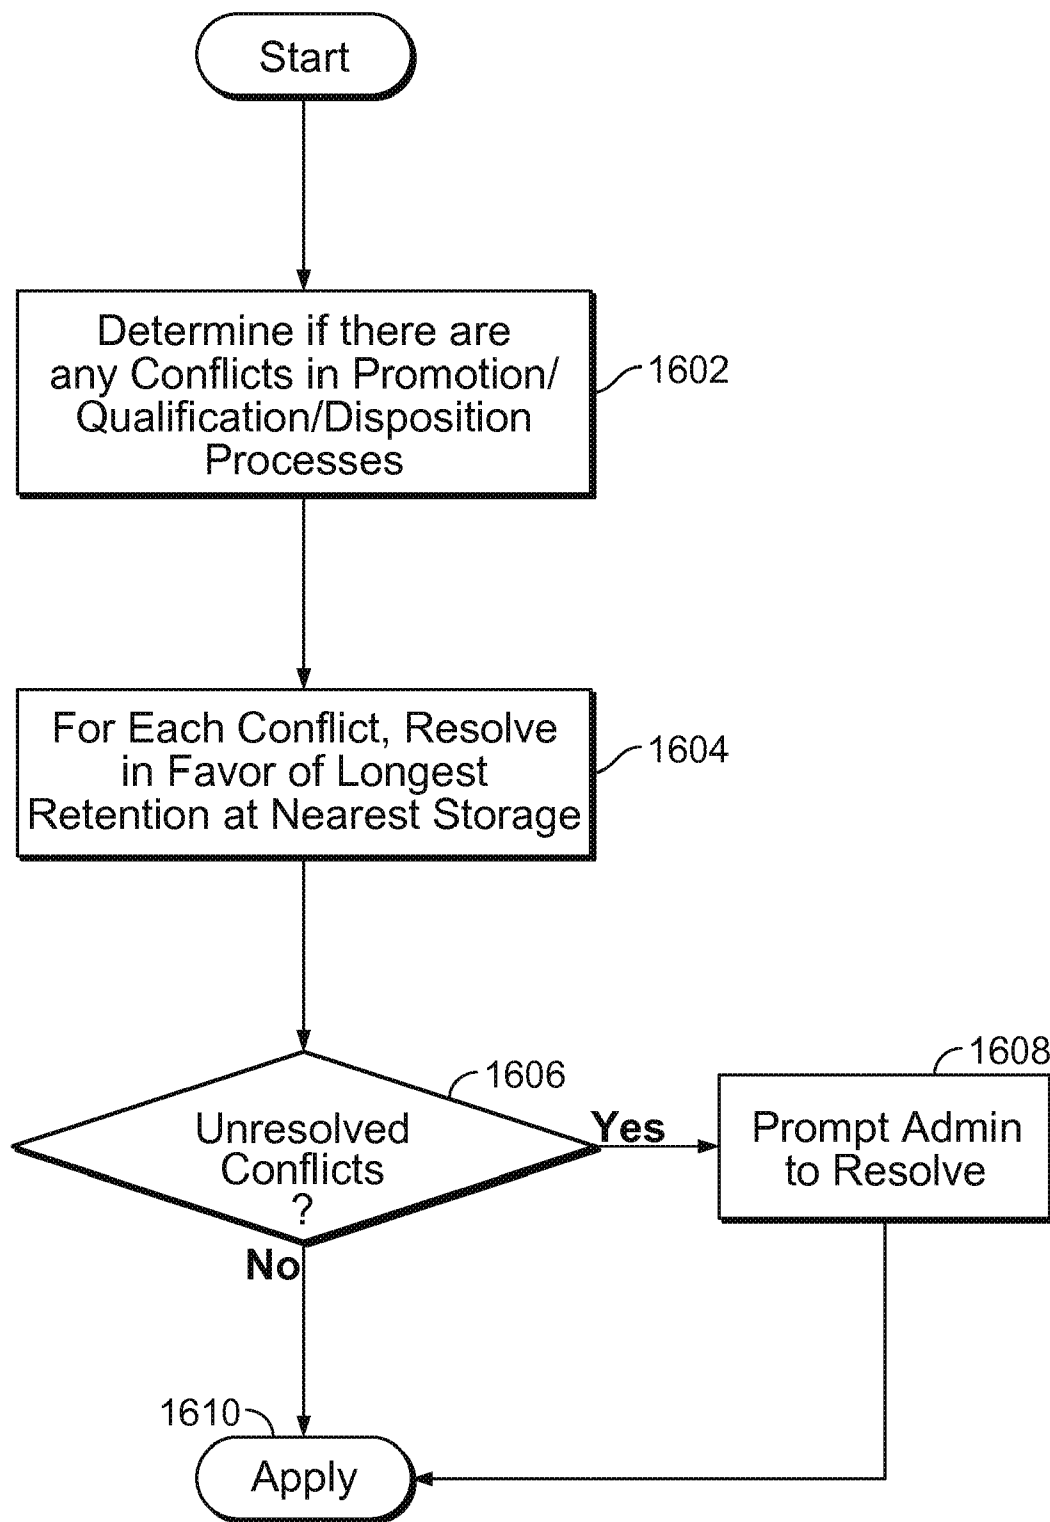 Start
Determine if there are
any Conflicts in Promotion/
Qualification/Disposition
Processes
1602
For Each Conflict, Resolve
in Favor of Longest
Retention at Nearest Storage
1604
Unresolved
Conflicts
?
1606
Yes
Prompt Admin
to Resolve
1608
No
1610
Apply